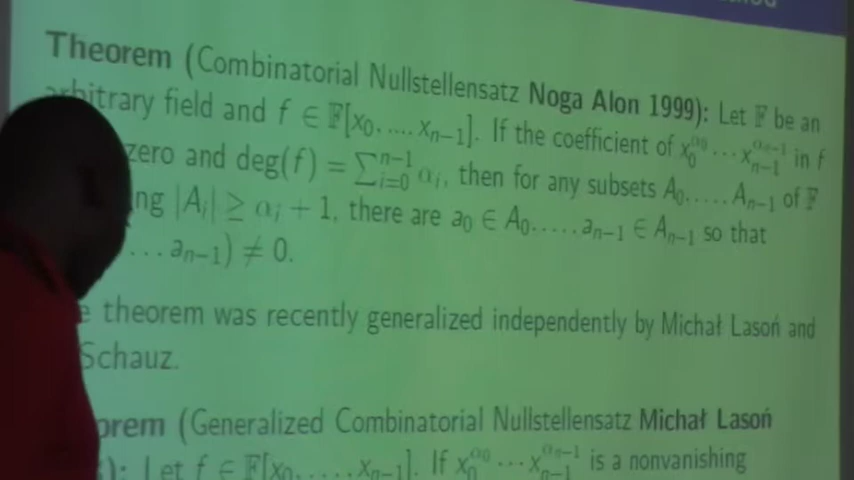 Theorem (Combinatorial Nullstellensatz Noga Alon 1999): Let 𝔽 be an
arbitrary field and f ∈ 𝔽[x₀, .... xₙ₋₁]. If the coefficient of x₀^{α₀} ⋯ xₙ₋₁^{αₙ₋₁} in f
zero and deg(f) = ∑_{i=0}^{n−1} αᵢ, then for any subsets A₀, .... Aₙ₋₁ of 𝔽
ng |Aᵢ| ≥ αᵢ + 1, there are a₀ ∈ A₀, .... aₙ₋₁ ∈ Aₙ₋₁ so that
... aₙ₋₁) ≠ 0.
e theorem was recently generalized independently by Michał Lasoń and
Schauz.
orem (Generalized Combinatorial Nullstellensatz Michał Lasoń
): Let f ∈ 𝔽[x₀, .... xₙ₋₁]. If x₀^{α₀} ⋯ xₙ₋₁^{αₙ₋₁} is a nonvanishing